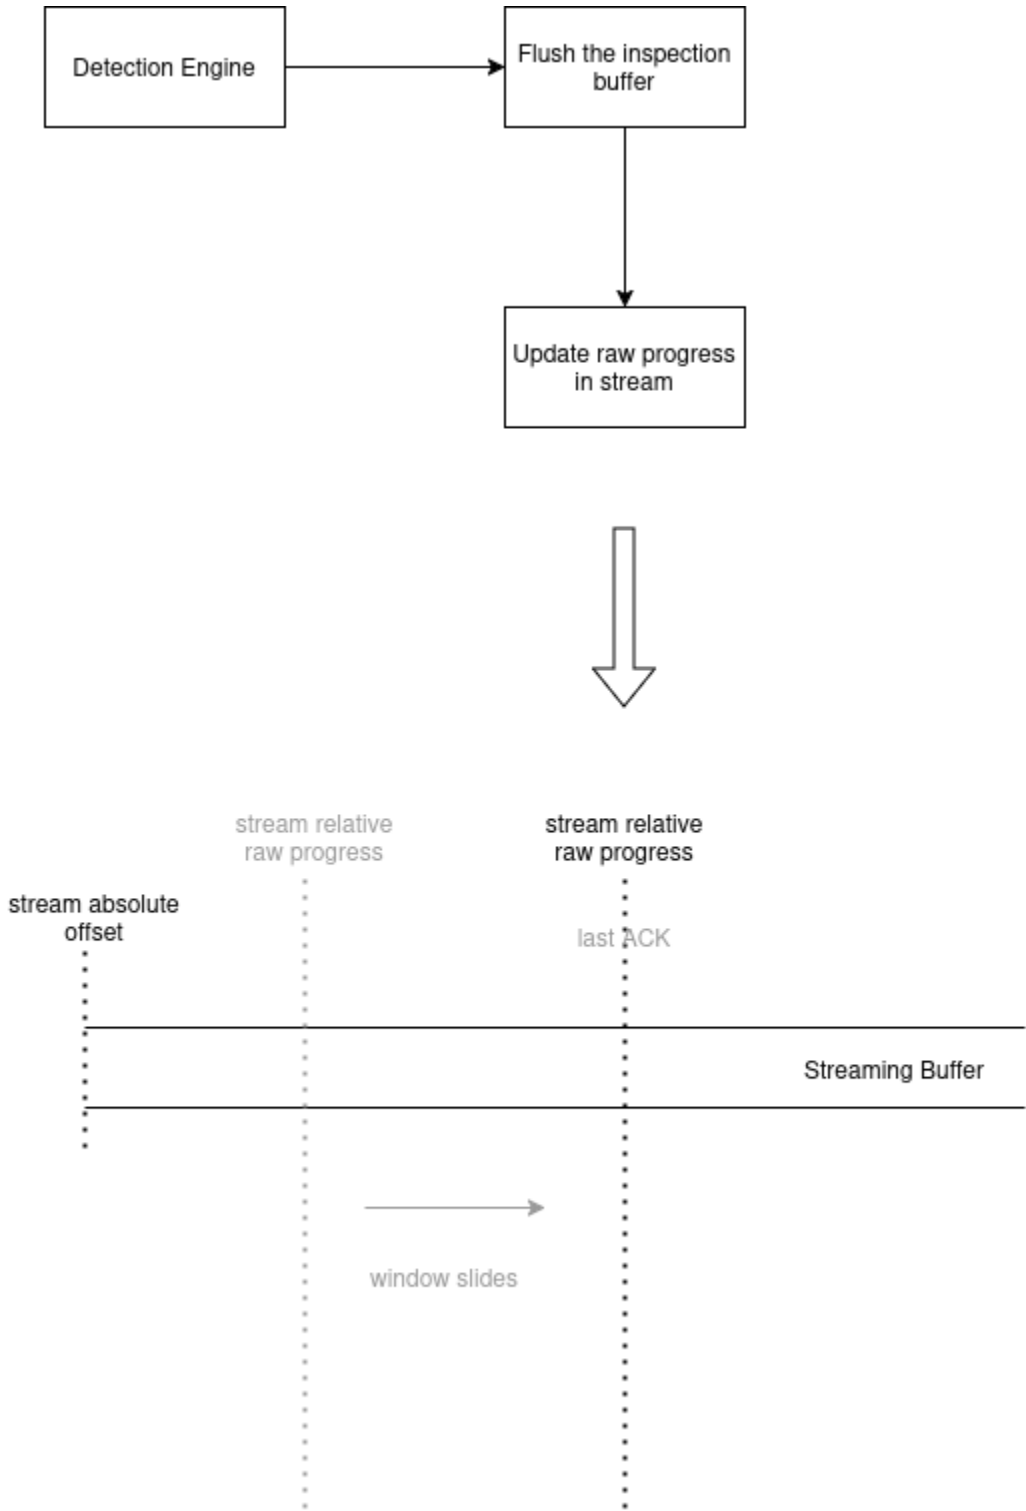 Detection Engine
Flush the inspection
buffer
Update raw progress
in stream
stream relative
raw progress
stream relative
raw progress
stream absolute
offset
last ACK
Streaming Buffer
window slides